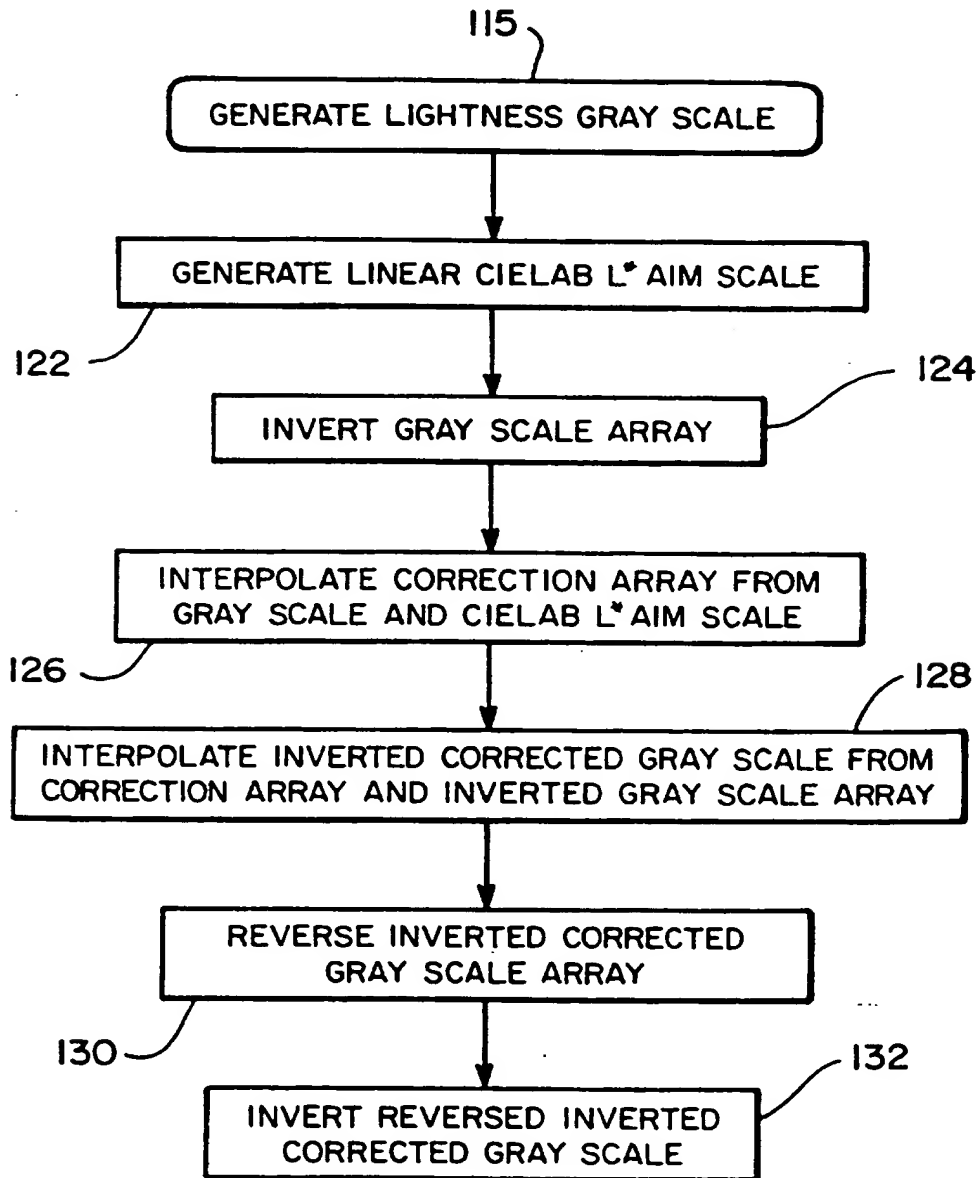 115
GENERATE LIGHTNESS GRAY SCALE
GENERATE LINEAR CIELAB L* AIM SCALE
122
124
INVERT GRAY SCALE ARRAY
INTERPOLATE CORRECTION ARRAY FROM
GRAY SCALE AND CIELAB L* AIM SCALE
126
128
INTERPOLATE INVERTED CORRECTED GRAY SCALE FROM
CORRECTION ARRAY AND INVERTED GRAY SCALE ARRAY
REVERSE INVERTED CORRECTED
GRAY SCALE ARRAY
130
132
INVERT REVERSED INVERTED
CORRECTED GRAY SCALE